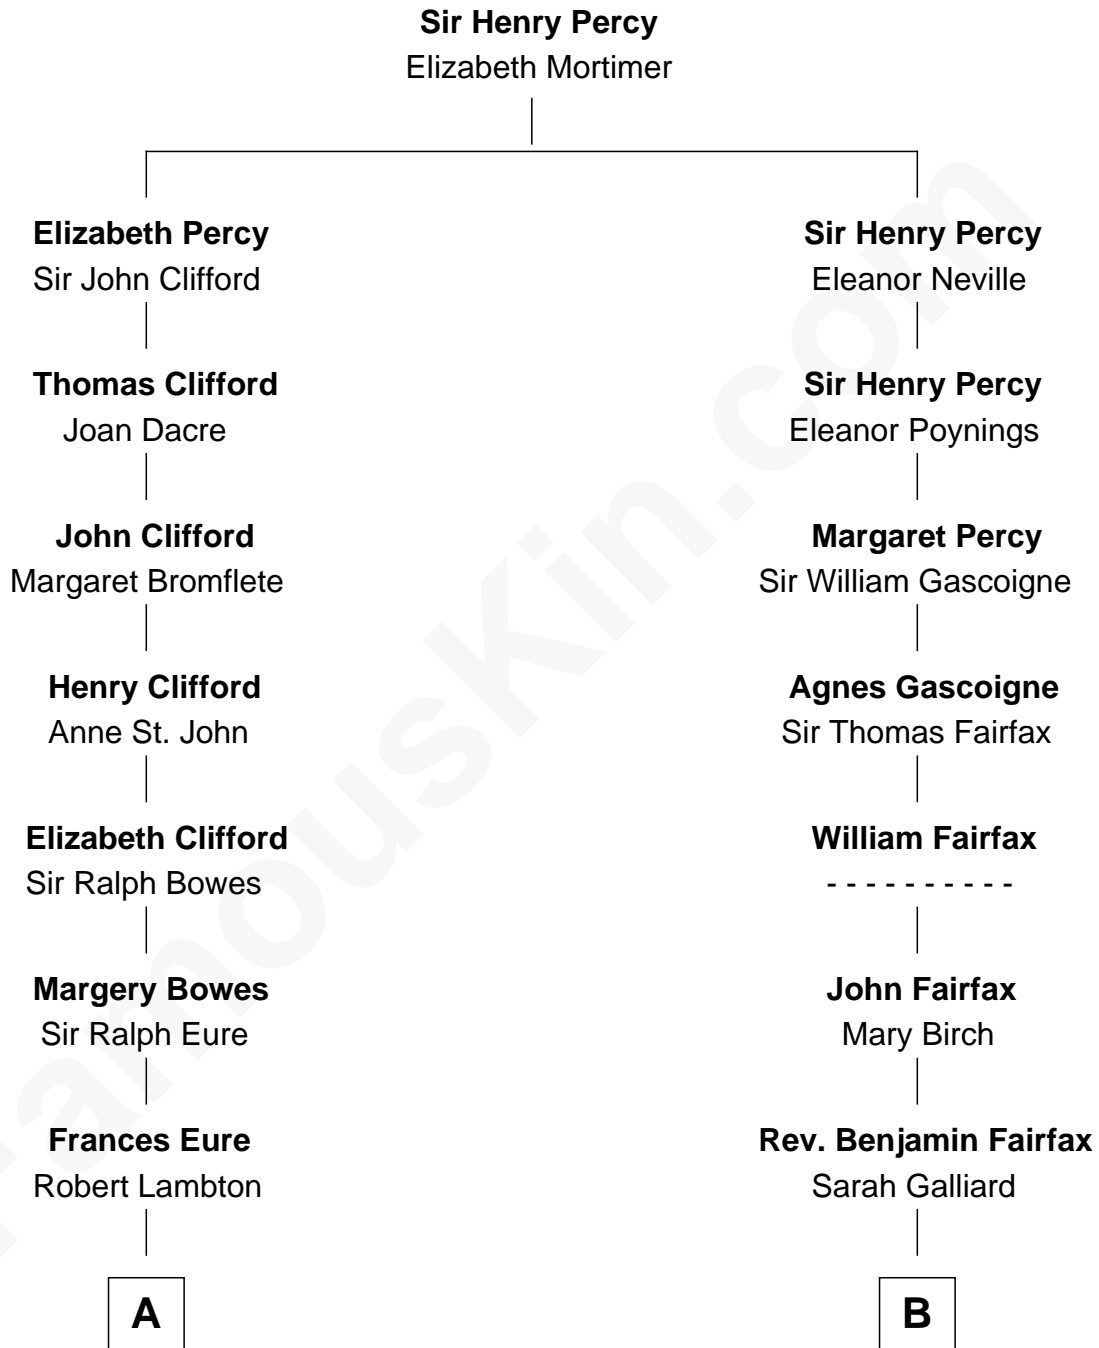 Sir Henry Percy
Elizabeth Mortimer
Elizabeth Percy
Sir John Clifford
Thomas Clifford
Joan Dacre
John Clifford
Margaret Bromflete
Henry Clifford
Anne St. John
Elizabeth Clifford
Sir Ralph Bowes
Margery Bowes
Sir Ralph Eure
Frances Eure
Robert Lambton
A
Sir Henry Percy
Eleanor Neville
Sir Henry Percy
Eleanor Poynings
Margaret Percy
Sir William Gascoigne
Agnes Gascoigne
Sir Thomas Fairfax
William Fairfax
- - - - - - - - - -
John Fairfax
Mary Birch
Rev. Benjamin Fairfax
Sarah Galliard
B
FamousKin.com